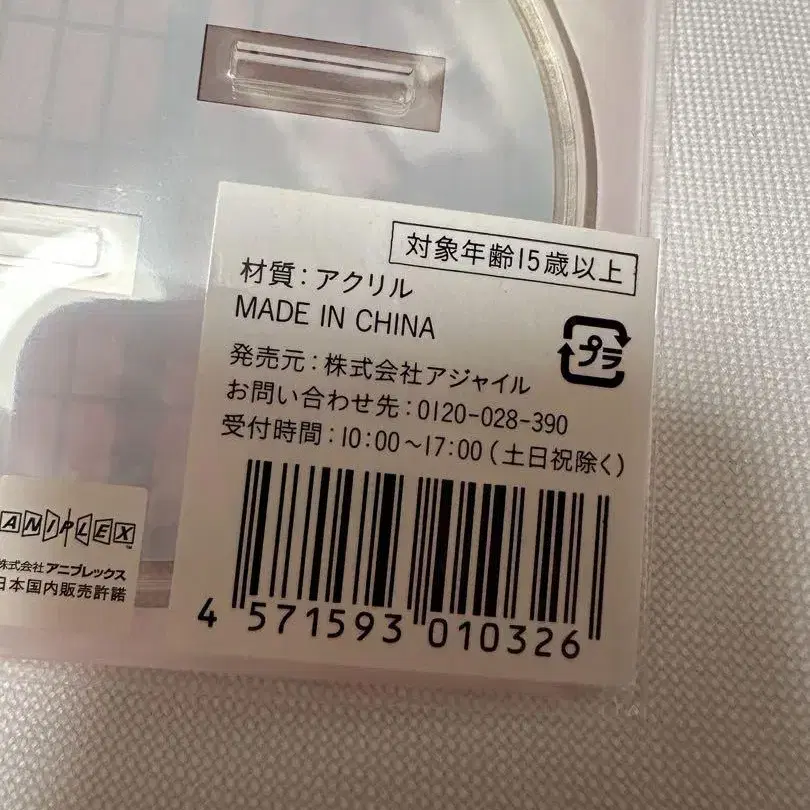 対象年齢15歳以上
材質:アクリル
MADE IN CHINA
プラ
発売元:株式会社アジャイル
お問い合わせ先:0120-028-390
受付時間:10:00~17:00(土日祝除く)
4 571593 010326
ANIPLEX
株式会社アニプレックス
日本国内販売許諾